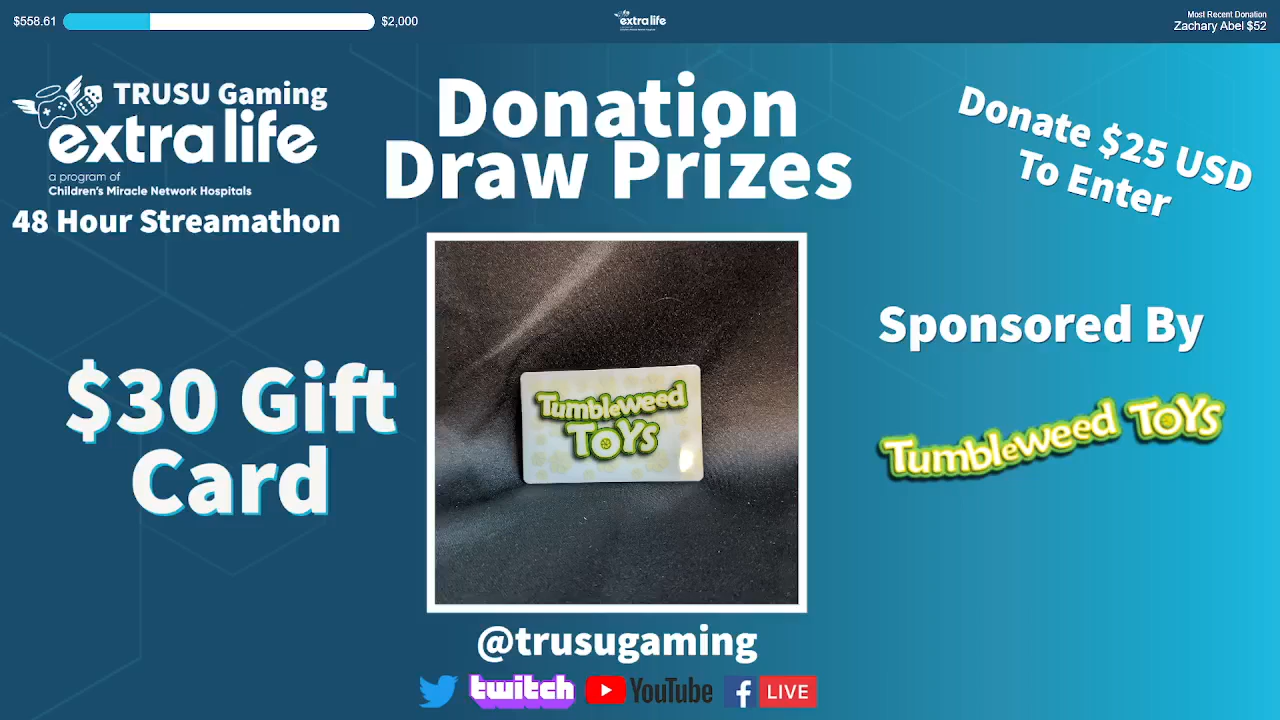 $558.61
$2,000
extra life
Most Recent Donation
Zachary Abel $52
TRUSU Gaming
extra life
a program of
Children's Miracle Network Hospitals
48 Hour Streamathon
Donation
Draw Prizes
Donate $25 USD
To Enter
$30 Gift
Card
Tumbleweed
Toys
Sponsored By
Tumbleweed Toys
@trusugaming
twitch YouTube f LIVE